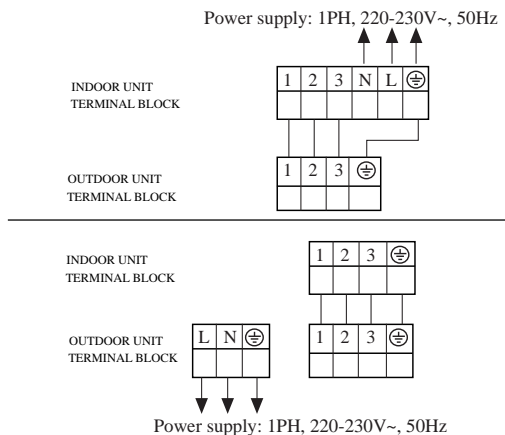 Power supply: 1PH, 220-230V~, 50Hz
INDOOR UNIT
TERMINAL BLOCK
1 2 3 N L ⏚
OUTDOOR UNIT
TERMINAL BLOCK
1 2 3 ⏚
INDOOR UNIT
TERMINAL BLOCK
1 2 3 ⏚
OUTDOOR UNIT
TERMINAL BLOCK
L N ⏚ 1 2 3 ⏚
Power supply: 1PH, 220-230V~, 50Hz